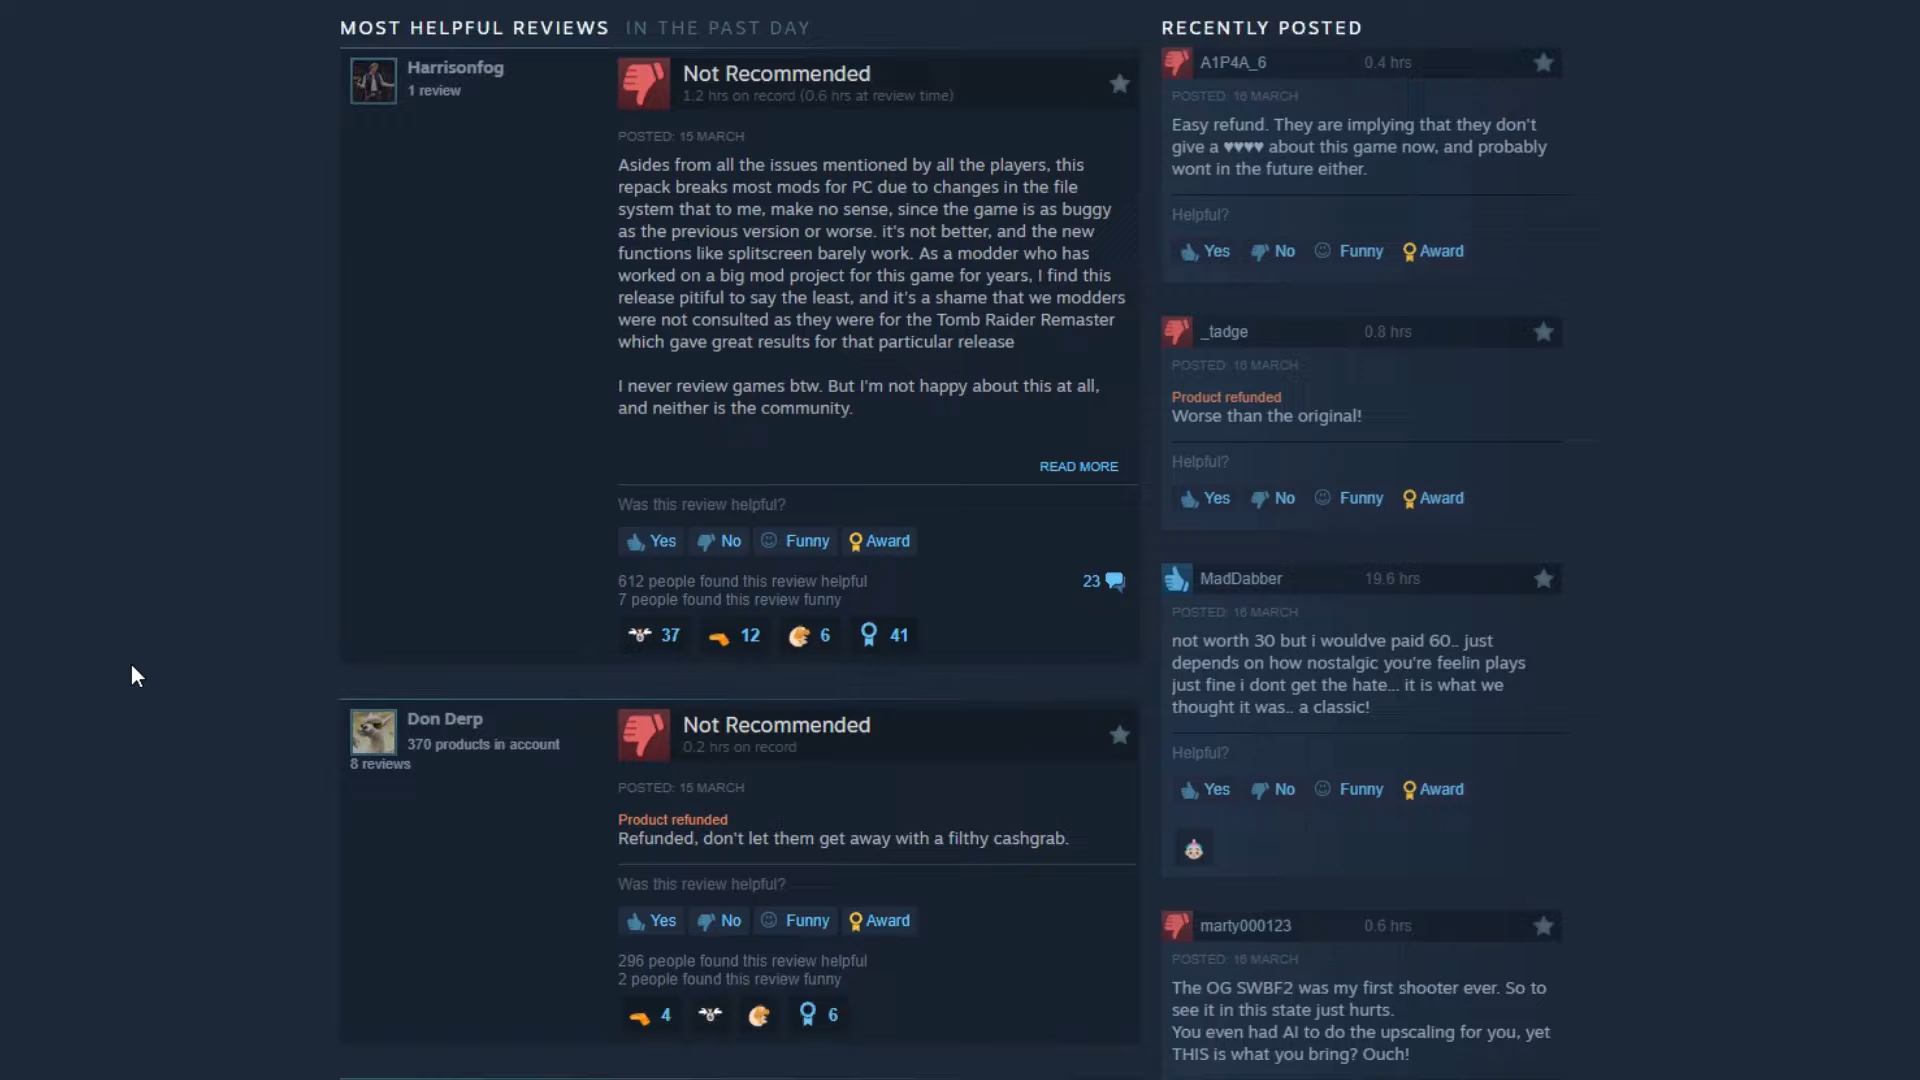 MOST HELPFUL REVIEWS IN THE PAST DAY
Harrisonfog
1 review
Not Recommended
1.2 hrs on record (0.6 hrs at review time)
POSTED: 15 MARCH
Asides from all the issues mentioned by all the players, this
repack breaks most mods for PC due to changes in the file
system that to me, make no sense, since the game is as buggy
as the previous version or worse. it's not better, and the new
functions like splitscreen barely work. As a modder who has
worked on a big mod project for this game for years, I find this
release pitiful to say the least, and it's a shame that we modders
were not consulted as they were for the Tomb Raider Remaster
which gave great results for that particular release
I never review games btw. But I'm not happy about this at all,
and neither is the community.
READ MORE
Was this review helpful?
Yes No Funny Award
612 people found this review helpful
23
7 people found this review funny
37 12 6 41
Don Derp
370 products in account
8 reviews
Not Recommended
0.2 hrs on record
POSTED: 15 MARCH
Product refunded
Refunded, don't let them get away with a filthy cashgrab.
Was this review helpful?
Yes No Funny Award
296 people found this review helpful
2 people found this review funny
4 6
RECENTLY POSTED
A1P4A_6 0.4 hrs
POSTED: 16 MARCH
Easy refund. They are implying that they don't
give a ♥♥♥♥ about this game now, and probably
wont in the future either.
Helpful?
Yes No Funny Award
_tadge 0.8 hrs
POSTED: 16 MARCH
Product refunded
Worse than the original!
Helpful?
Yes No Funny Award
MadDabber 19.6 hrs
POSTED: 16 MARCH
not worth 30 but i wouldve paid 60.. just
depends on how nostalgic you're feelin plays
just fine i dont get the hate... it is what we
thought it was.. a classic!
Helpful?
Yes No Funny Award
marty000123 0.6 hrs
POSTED: 16 MARCH
The OG SWBF2 was my first shooter ever. So to
see it in this state just hurts.
You even had AI to do the upscaling for you, yet
THIS is what you bring? Ouch!